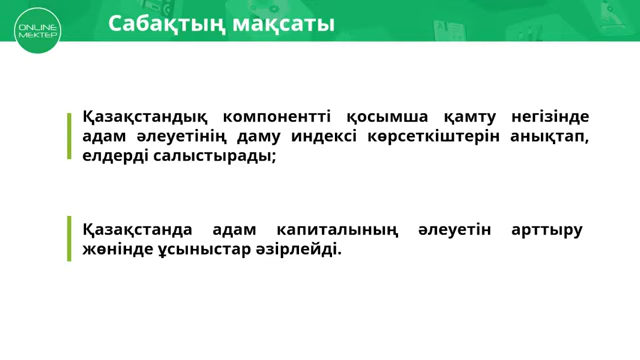 ONLINE
МЕКТЕР
Сабақтың мақсаты
Қазақстандық компонентті қосымша қамту негізінде
адам әлеуетінің даму индексі көрсеткіштерін анықтап,
елдерді салыстырады;
Қазақстанда адам капиталының әлеуетін арттыру
жөнінде ұсыныстар әзірлейді.